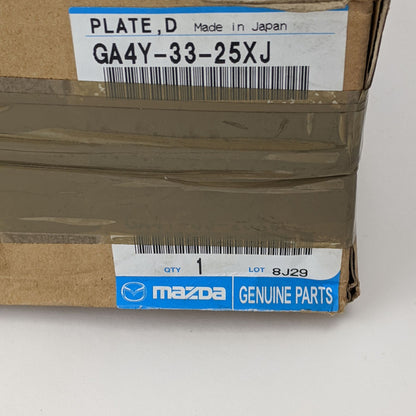 PLATE,D Made in Japan
GA4Y-33-25XJ
QTY 1 LOT 8J29
mazda GENUINE PARTS